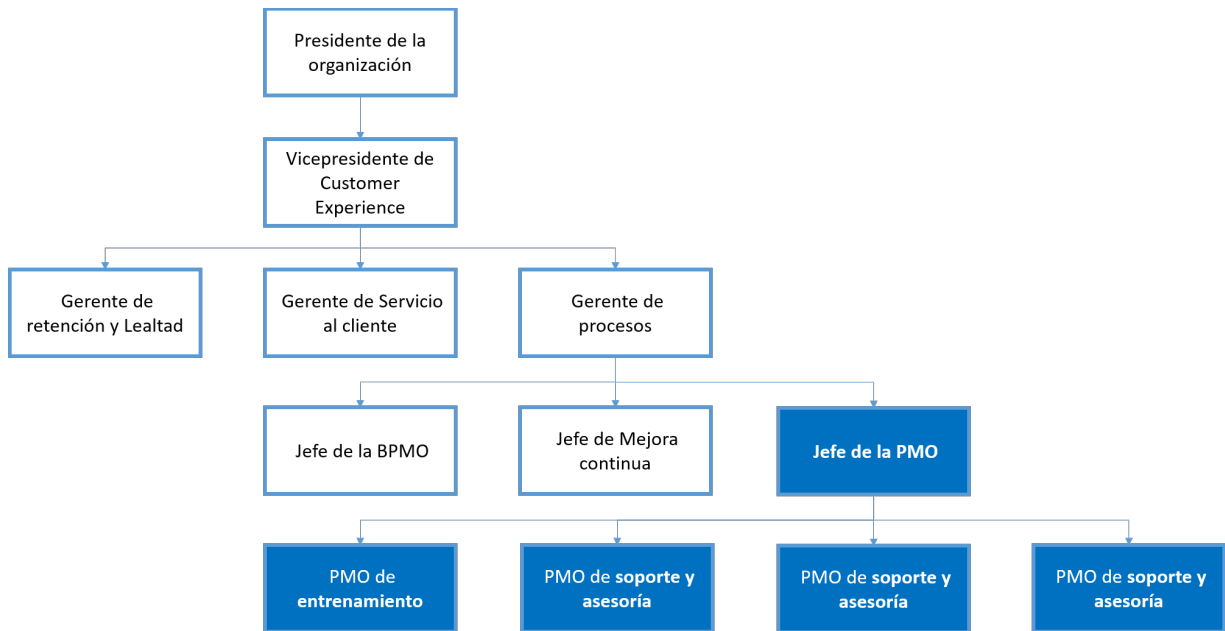 Presidente de la
organización
Vicepresidente de
Customer
Experience
Gerente de
retención y Lealtad
Gerente de Servicio
al cliente
Gerente de
procesos
Jefe de la BPMO
Jefe de Mejora
continua
Jefe de la PMO
PMO de
entrenamiento
PMO de soporte y
asesoría
PMO de soporte y
asesoría
PMO de soporte y
asesoría